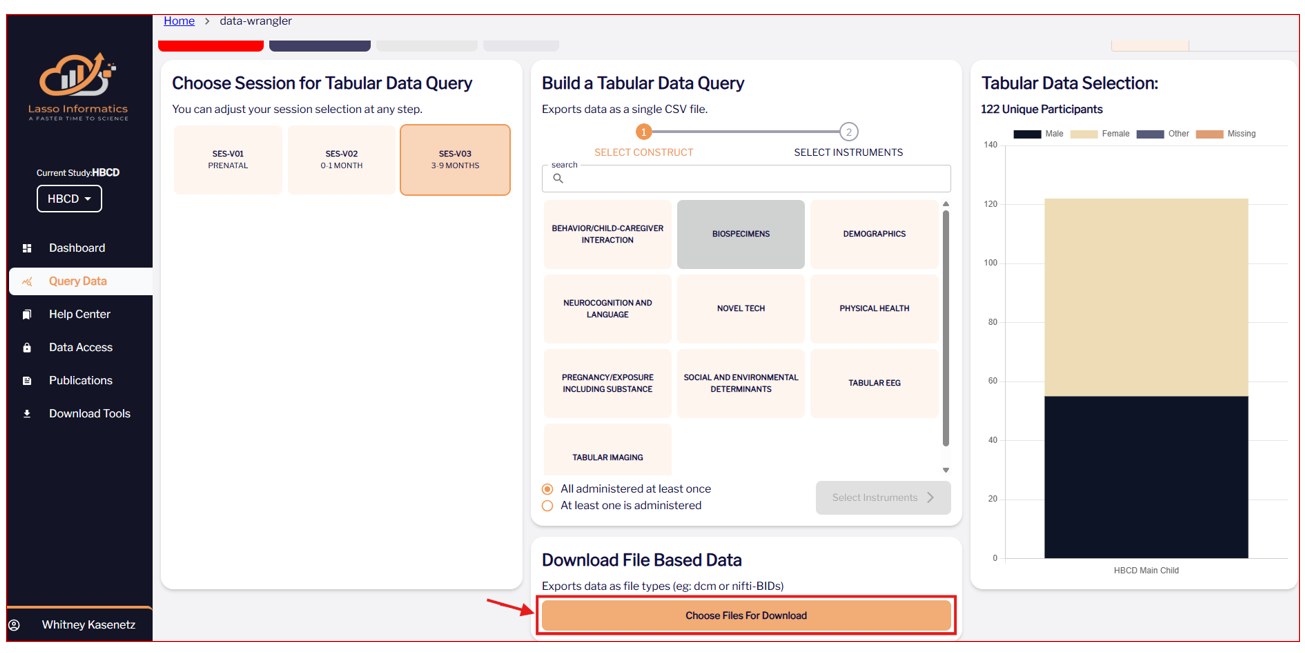 Home > data-wrangler
Lasso Informatics
A FASTER TIME TO SCIENCE
Current Study:HBCD
HBCD
Dashboard
Query Data
Help Center
Data Access
Publications
Download Tools
Whitney Kasenetz
Choose Session for Tabular Data Query
You can adjust your session selection at any step.
SES-V01
PRENATAL
SES-V02
0-1 MONTH
SES-V03
3-9 MONTHS
Build a Tabular Data Query
Exports data as a single CSV file.
1
2
SELECT CONSTRUCT
SELECT INSTRUMENTS
search
BEHAVIOR/CHILD-CAREGIVER
INTERACTION
BIOSPECIMENS
DEMOGRAPHICS
NEUROCOGNITION AND
LANGUAGE
NOVEL TECH
PHYSICAL HEALTH
PREGNANCY/EXPOSURE
INCLUDING SUBSTANCE
SOCIAL AND ENVIRONMENTAL
DETERMINANTS
TABULAR EEG
TABULAR IMAGING
All administered at least once
At least one is administered
Select Instruments
Download File Based Data
Exports data as file types (eg: dcm or nifti-BIDs)
Choose Files For Download
Tabular Data Selection:
122 Unique Participants
Male Female Other Missing
140
120
100
80
60
40
20
0
HBCD Main Child